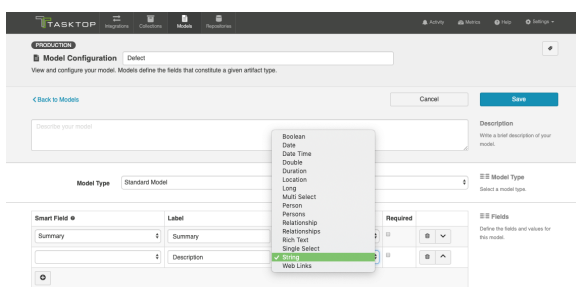 TASKTOP
Integrations
Collections
Models
Repositories
Activity
Metrics
Help
Settings
PRODUCTION
Model Configuration
Defect
View and configure your model. Models define the fields that constitute a given artifact type.
Back to Models
Cancel
Save
Describe your model
Description
Write a brief description of your
model.
Model Type
Standard Model
Model Type
Select a model type.
Smart Field
Label
Required
Fields
Define the fields and values for
this model.
Summary
Summary
Description
Boolean
Date
Date Time
Double
Duration
Location
Long
Multi Select
Person
Persons
Relationship
Relationships
Rich Text
Single Select
✓ String
Web Links